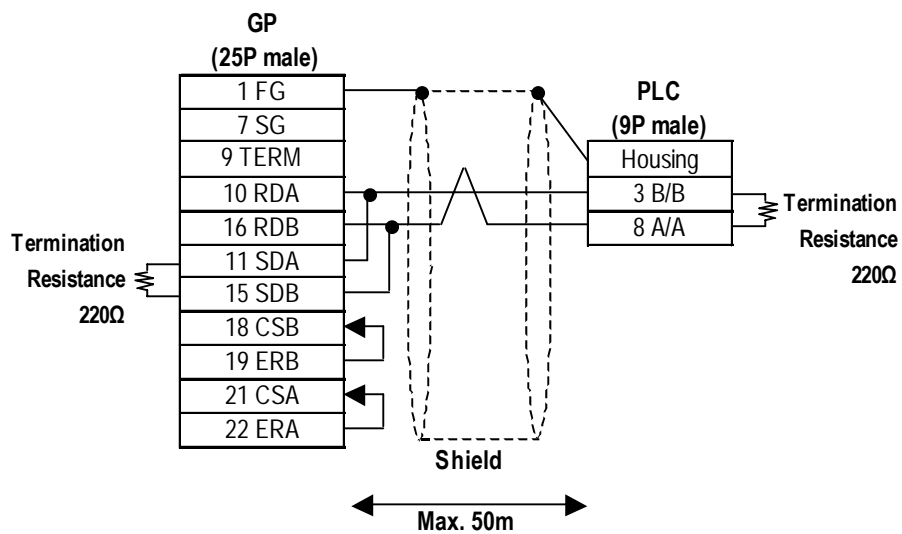 GP
(25P male)
1 FG
7 SG
9 TERM
10 RDA
16 RDB
11 SDA
15 SDB
18 CSB
19 ERB
21 CSA
22 ERA
Termination
Resistance
220Ω
PLC
(9P male)
Housing
3 B/B
8 A/A
Termination
Resistance
220Ω
Shield
Max. 50m